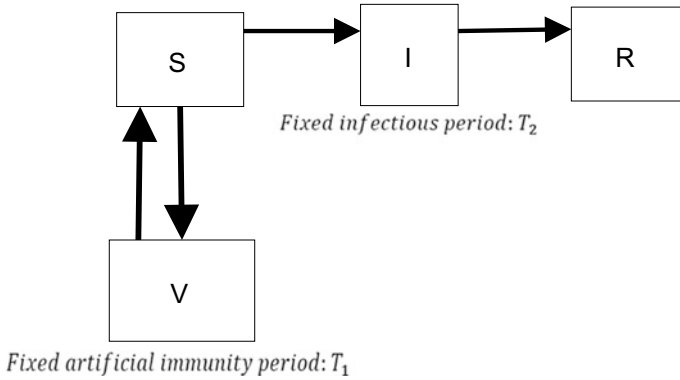 S
I
R
Fixed infectious period: T₂
V
Fixed artificial immunity period: T₁